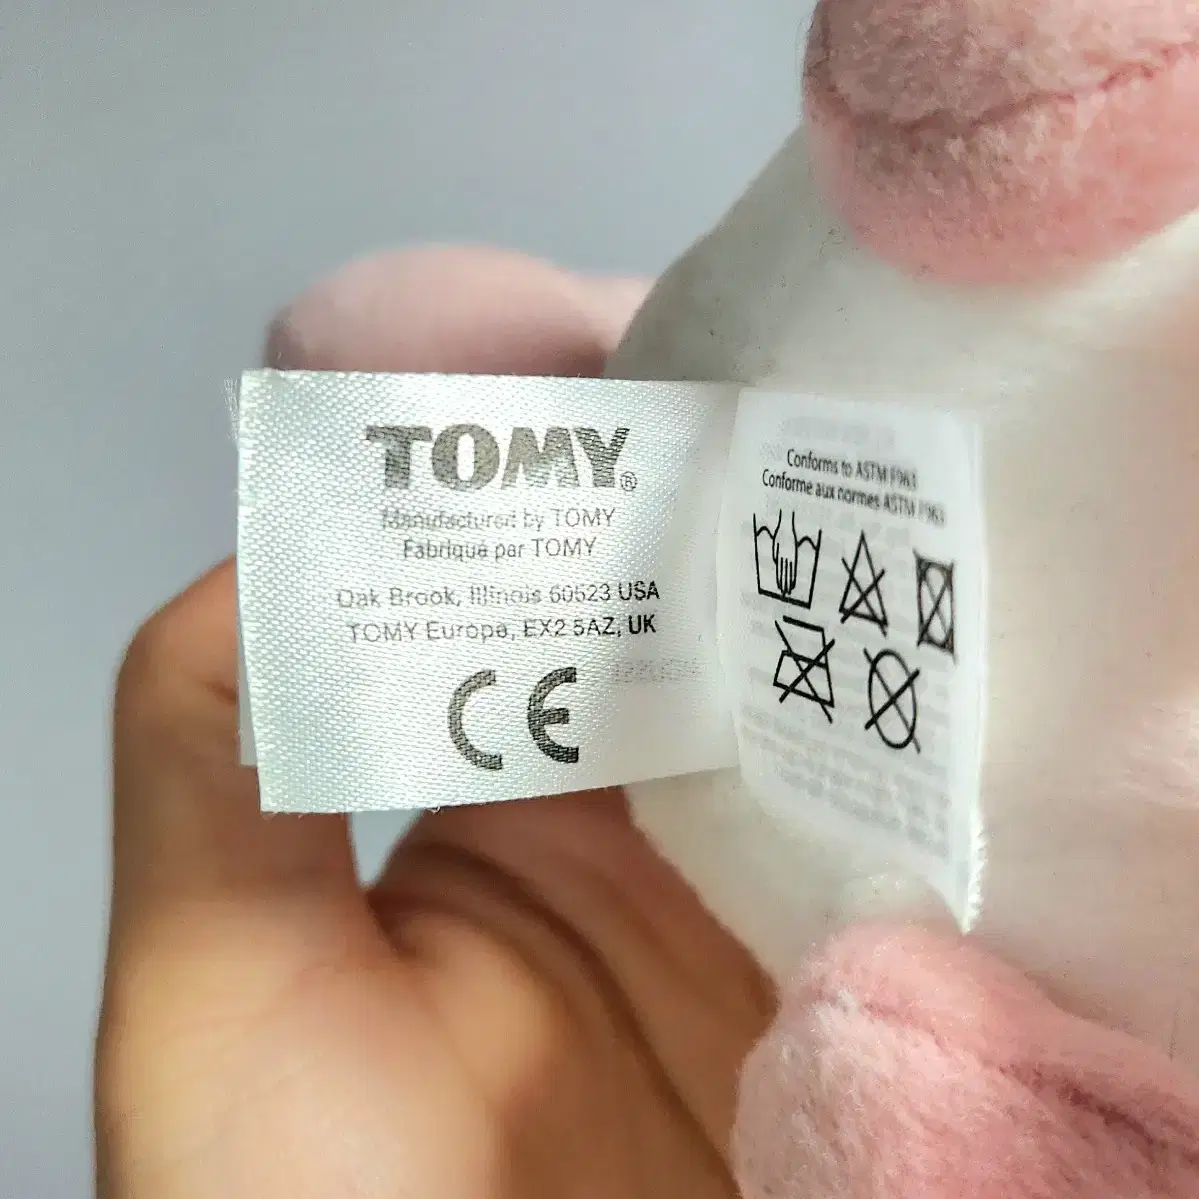 TOMY®
Manufactured by TOMY
Fabriqué par TOMY
Oak Brook, Illinois 60523 USA
TOMY Europe, EX2 5AZ, UK
CE
Conforms to ASTM F963
Conforme aux normes ASTM F963